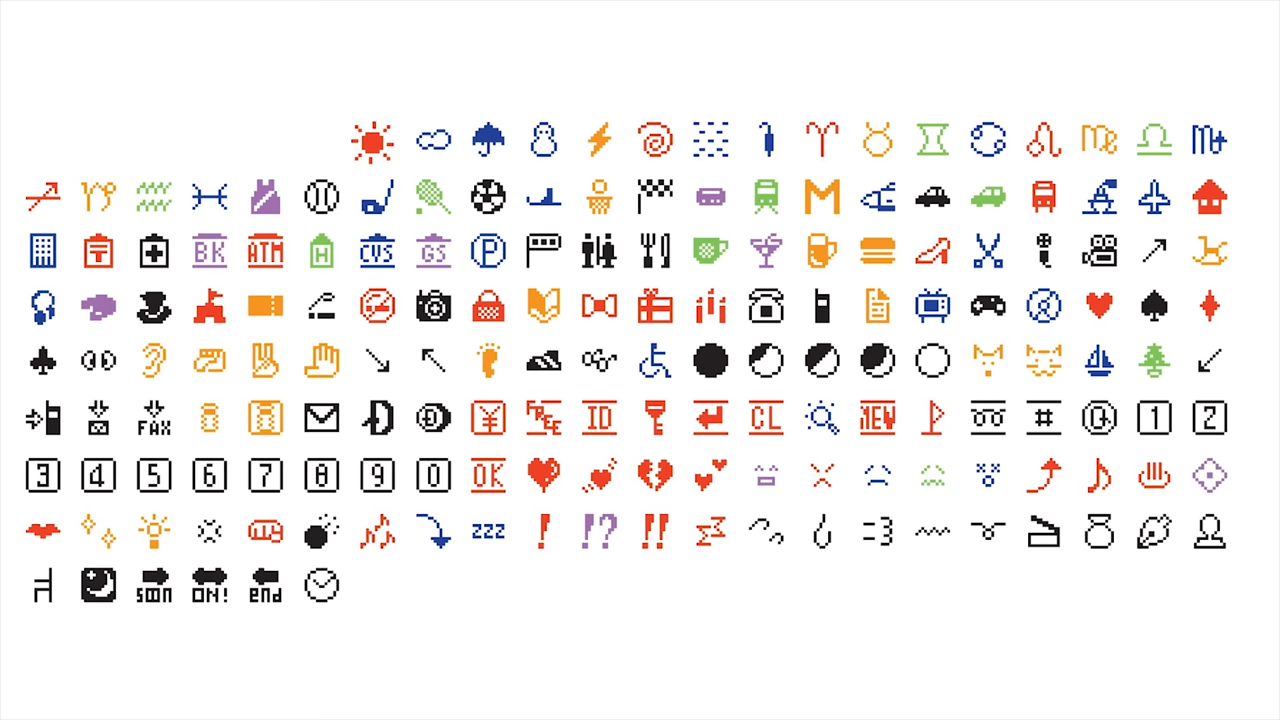 M
BK ATM H CVS GS P
FAX ¥ FREE ID CL NEW # 1 2
3 4 5 6 7 8 9 0 OK
zzz ! !? !!
soon ON! end